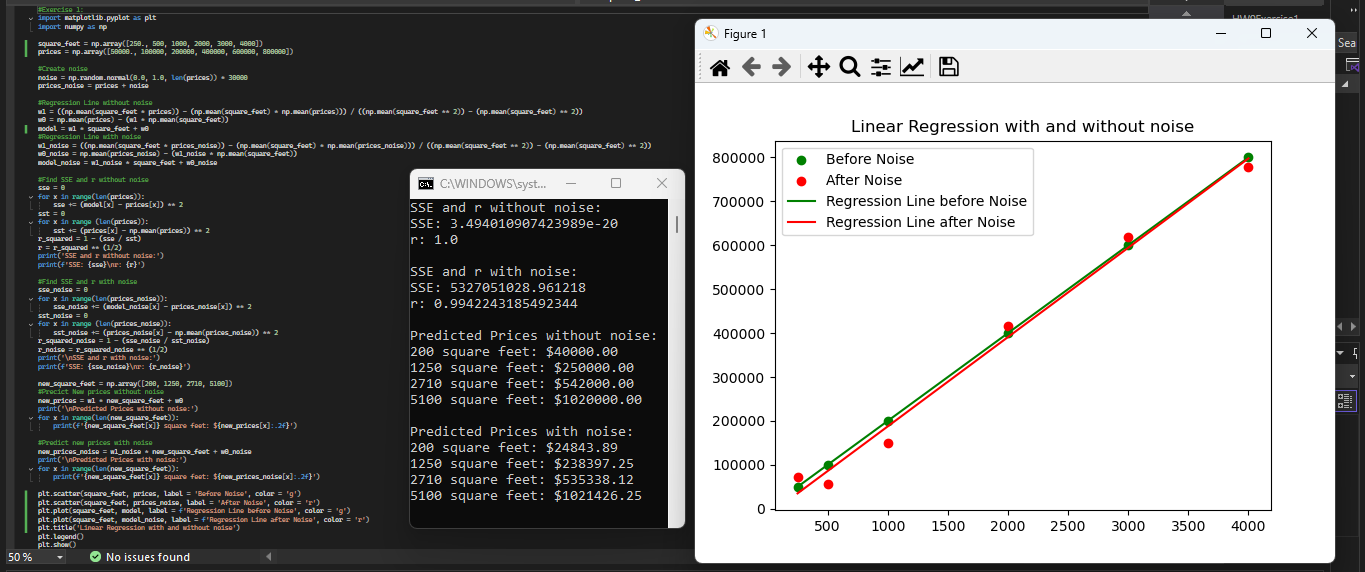 #Exercise 1:
import matplotlib.pyplot as plt
import numpy as np
square_feet = np.array([250., 500, 1000, 2000, 3000, 4000])
prices = np.array([50000., 100000, 200000, 400000, 600000, 800000])
#Create noise
noise = np.random.normal(0.0, 1.0, len(prices)) * 30000
prices_noise = prices + noise
#Regression Line without noise
w1 = ((np.mean(square_feet * prices)) - (np.mean(square_feet) * np.mean(prices))) / ((np.mean(square_feet ** 2)) - (np.mean(square_feet) ** 2))
w0 = np.mean(prices) - (w1 * np.mean(square_feet))
model = w1 * square_feet + w0
#Regression Line with noise
w1_noise = ((np.mean(square_feet * prices_noise)) - (np.mean(square_feet) * np.mean(prices_noise))) / ((np.mean(square_feet ** 2)) - (np.mean(square_feet) ** 2))
w0_noise = np.mean(prices_noise) - (w1_noise * np.mean(square_feet))
model_noise = w1_noise * square_feet + w0_noise
#Find SSE and r without noise
sse = 0
for x in range(len(prices)):
sse += (model[x] - prices[x]) ** 2
sst = 0
for x in range (len(prices)):
sst += (prices[x] - np.mean(prices)) ** 2
r_squared = 1 - (sse / sst)
r = r_squared ** (1/2)
print('SSE and r without noise:')
print(f'SSE: {sse}\nr: {r}')
#Find SSE and r with noise
sse_noise = 0
for x in range(len(prices_noise)):
sse_noise += (model_noise[x] - prices_noise[x]) ** 2
sst_noise = 0
for x in range (len(prices_noise)):
sst_noise += (prices_noise[x] - np.mean(prices_noise)) ** 2
r_squared_noise = 1 - (sse_noise / sst_noise)
r_noise = r_squared_noise ** (1/2)
print('\nSSE and r with noise:')
print(f'SSE: {sse_noise}\nr: {r_noise}')
new_square_feet = np.array([200, 1250, 2710, 5100])
#Precict New prices without noise
new_prices = w1 * new_square_feet + w0
print('\nPredicted Prices without noise:')
for x in range(len(new_square_feet)):
print(f'{new_square_feet[x]} square feet: ${new_prices[x]:.2f}')
#Predict new prices with noise
new_prices_noise = w1_noise * new_square_feet + w0_noise
print('\nPredicted Prices with noise:')
for x in range(len(new_square_feet)):
print(f'{new_square_feet[x]} square feet: ${new_prices_noise[x]:.2f}')
plt.scatter(square_feet, prices, label = 'Before Noise', color = 'g')
plt.scatter(square_feet, prices_noise, label = 'After Noise', color = 'r')
plt.plot(square_feet, model, label = f'Regression Line before Noise', color = 'g')
plt.plot(square_feet, model_noise, label = f'Regression Line after Noise', color = 'r')
plt.title('Linear Regression with and without noise')
plt.legend()
plt.show()
50 %
No issues found
C:\WINDOWS\syst...
SSE and r without noise:
SSE: 3.494010907423989e-20
r: 1.0
SSE and r with noise:
SSE: 5327051028.961218
r: 0.9942243185492344
Predicted Prices without noise:
200 square feet: $40000.00
1250 square feet: $250000.00
2710 square feet: $542000.00
5100 square feet: $1020000.00
Predicted Prices with noise:
200 square feet: $24843.89
1250 square feet: $238397.25
2710 square feet: $535338.12
5100 square feet: $1021426.25
Figure 1
Linear Regression with and without noise
Before Noise
After Noise
Regression Line before Noise
Regression Line after Noise
800000
700000
600000
500000
400000
300000
200000
100000
0
500 1000 1500 2000 2500 3000 3500 4000
Sea